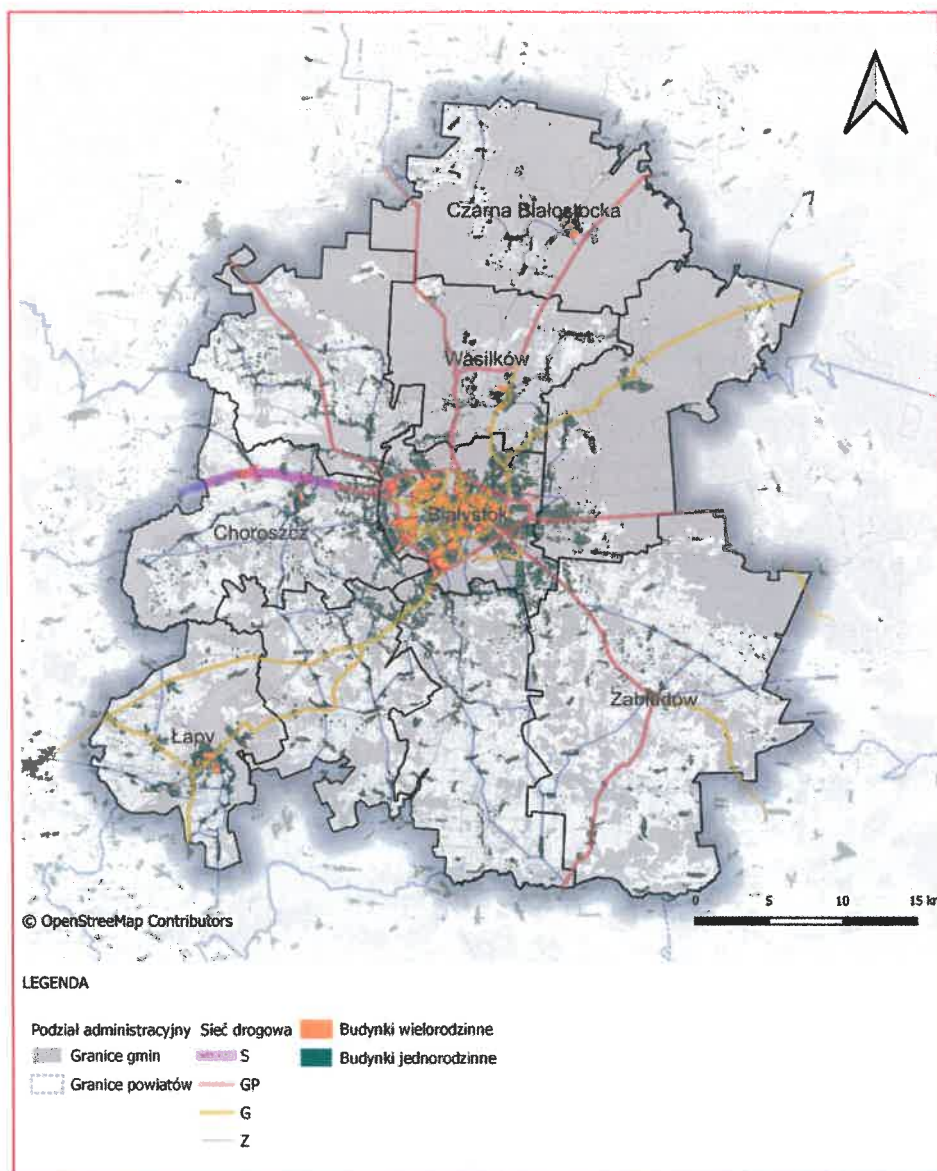 Czarna Białostocka
Wasilków
Białystok
Choroszcz
Zabłudów
Łapy
0 5 10 15 km
© OpenStreetMap Contributors
LEGENDA
Podział administracyjny Sieć drogowa Budynki wielorodzinne
Granice gmin S Budynki jednorodzinne
Granice powiatów GP
G
Z